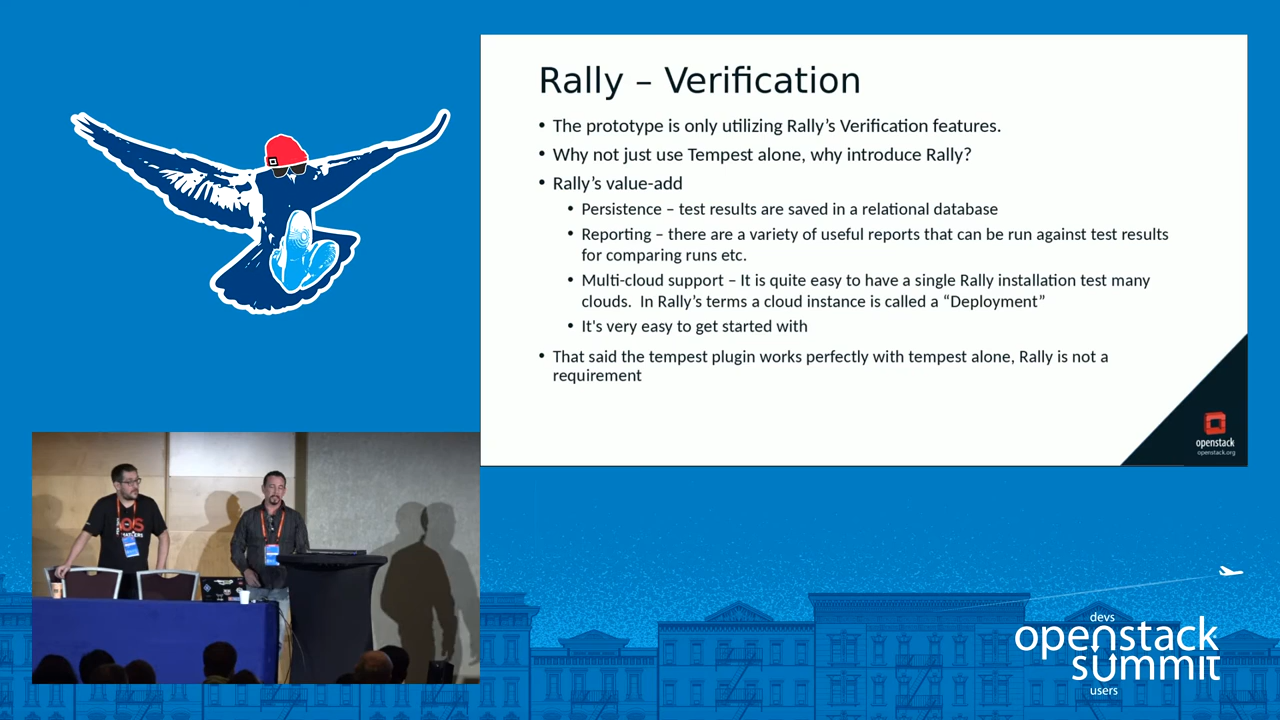 Rally – Verification
• The prototype is only utilizing Rally’s Verification features.
• Why not just use Tempest alone, why introduce Rally?
• Rally’s value-add
• Persistence – test results are saved in a relational database
• Reporting – there are a variety of useful reports that can be run against test results
for comparing runs etc.
• Multi-cloud support – It is quite easy to have a single Rally installation test many
clouds. In Rally’s terms a cloud instance is called a “Deployment”
• It's very easy to get started with
• That said the tempest plugin works perfectly with tempest alone, Rally is not a
requirement
openstack
openstack.org
OS
devs
openstack
summit
users